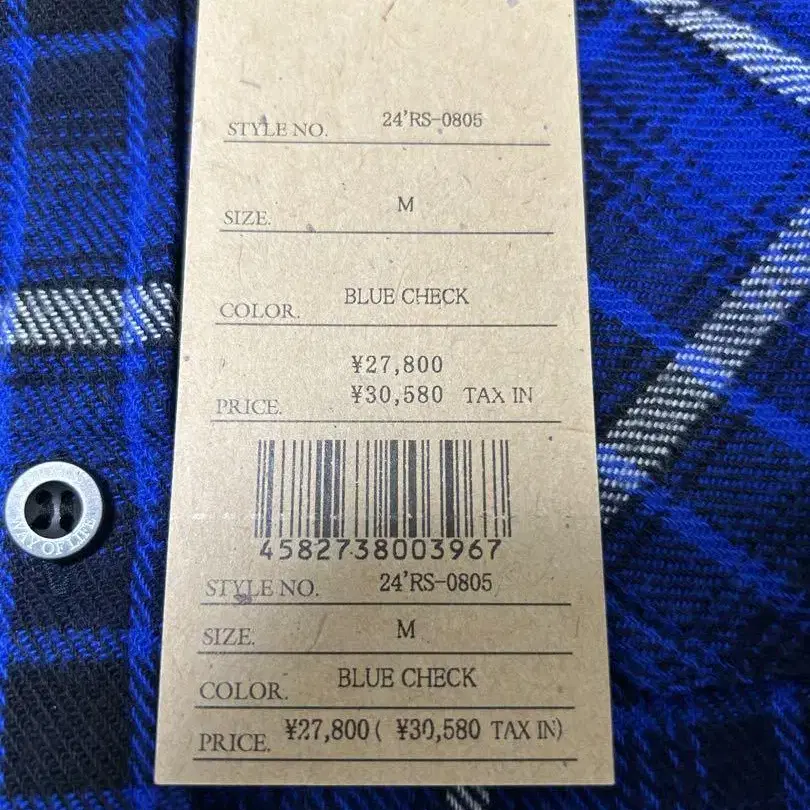 STYLE NO. 24'RS-0805
SIZE. M
COLOR. BLUE CHECK
¥27,800
PRICE. ¥30,580 TAX IN
4582738003967
STYLE NO. 24'RS-0805
SIZE. M
COLOR. BLUE CHECK
PRICE. ¥27,800 ( ¥30,580 TAX IN)
WAY OF LIFE